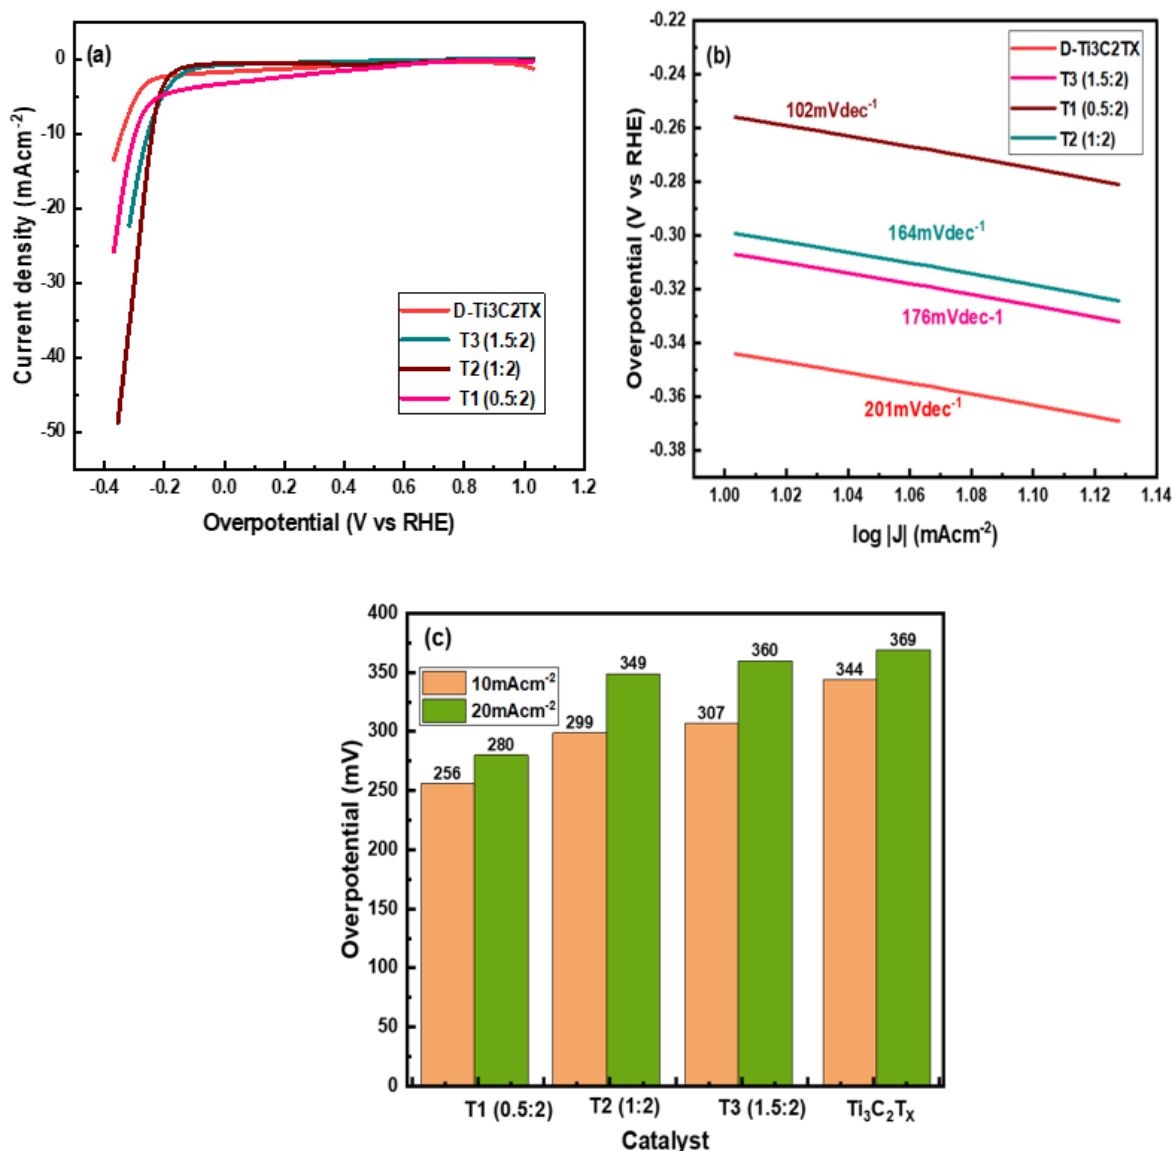 (a)
0
-10
-20
-30
-40
-50
Current density (mAcm⁻²)
D-Ti3C2TX
T3 (1.5:2)
T2 (1:2)
T1 (0.5:2)
-0.4 -0.2 0.0 0.2 0.4 0.6 0.8 1.0 1.2
Overpotential (V vs RHE)
(b)
-0.22
-0.24
-0.26
-0.28
-0.30
-0.32
-0.34
-0.36
-0.38
Overpotential (V vs RHE)
D-Ti3C2TX
T3 (1.5:2)
T1 (0.5:2)
T2 (1:2)
102mVdec⁻¹
164mVdec⁻¹
176mVdec-1
201mVdec⁻¹
1.00 1.02 1.04 1.06 1.08 1.10 1.12 1.14
log |J| (mAcm⁻²)
(c)
400
350
300
250
200
150
100
50
0
Overpotential (mV)
10mAcm⁻²
20mAcm⁻²
256 280 299 349 307 360 344 369
T1 (0.5:2) T2 (1:2) T3 (1.5:2) Ti₃C₂Tₓ
Catalyst